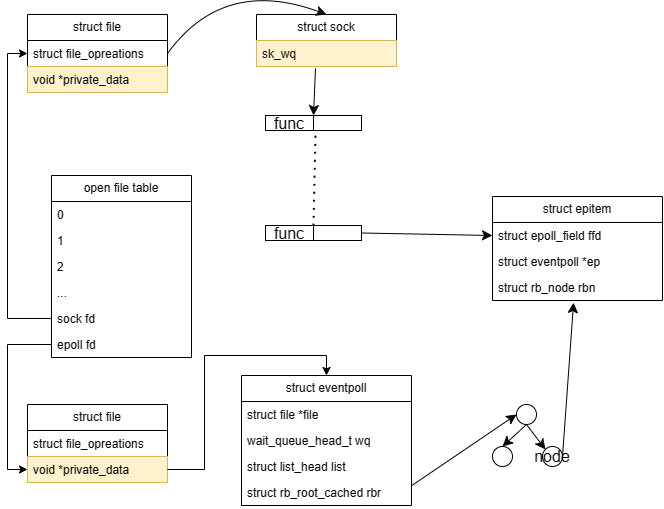 struct file
struct file_opreations
void *private_data
struct sock
sk_wq
func
func
open file table
0
1
2
...
sock fd
epoll fd
struct epitem
struct epoll_field ffd
struct eventpoll *ep
struct rb_node rbn
struct file
struct file_opreations
void *private_data
struct eventpoll
struct file *file
wait_queue_head_t wq
struct list_head list
struct rb_root_cached rbr
node